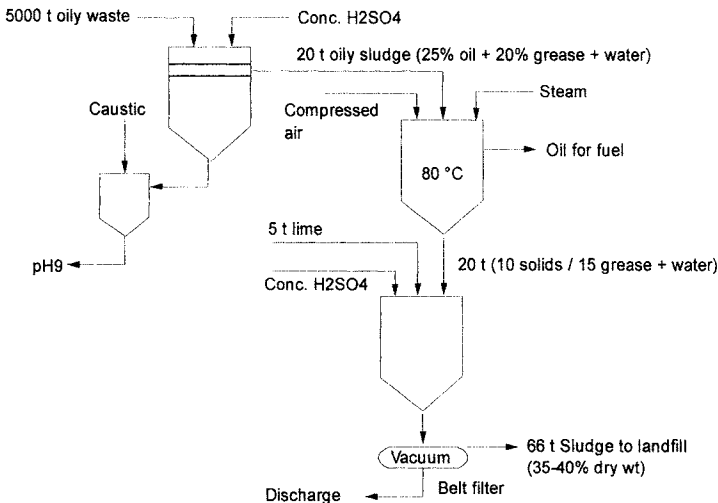 5000 t oily waste
Conc. H2SO4
20 t oily sludge (25% oil + 20% grease + water)
Steam
Compressed
air
Caustic
Oil for fuel
80 °C
5 t lime
20 t (10 solids / 15 grease + water)
pH9
Conc. H2SO4
66 t Sludge to landfill
(35-40% dry wt)
Vacuum
Belt filter
Discharge